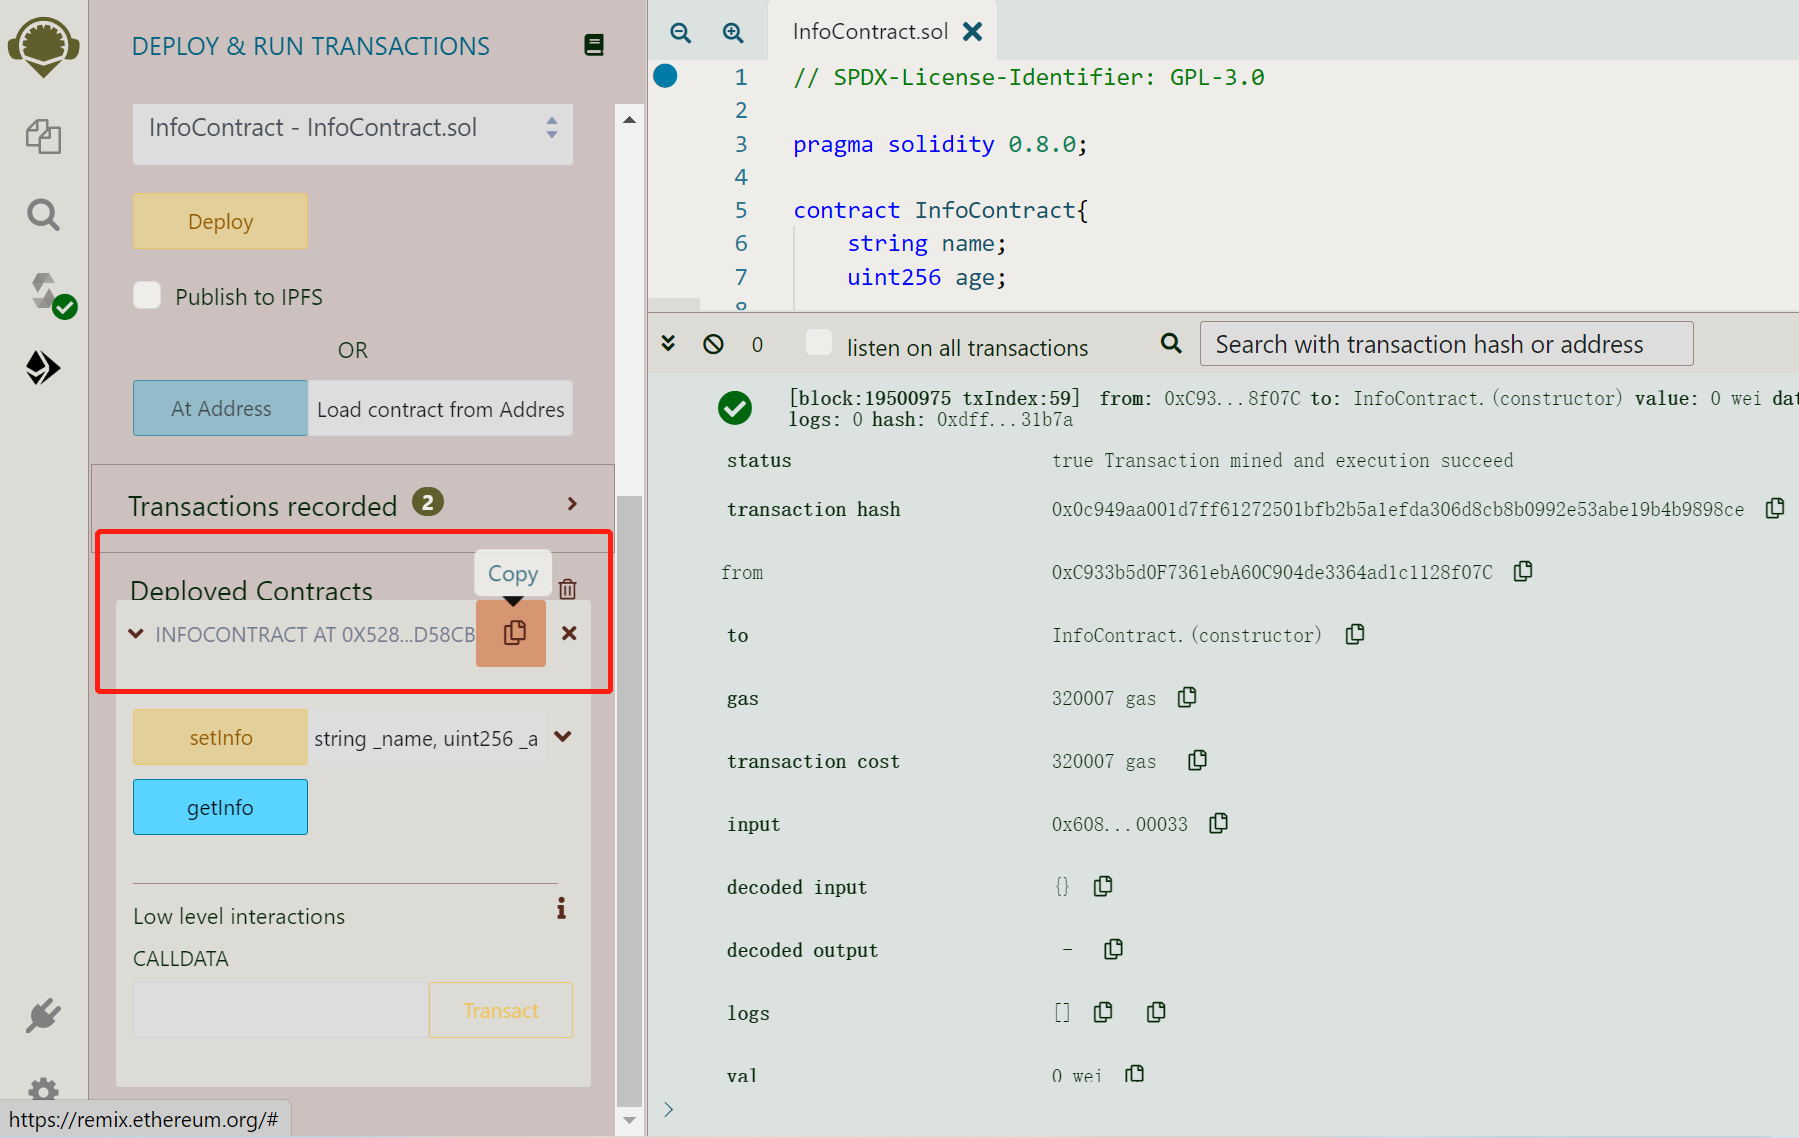 DEPLOY & RUN TRANSACTIONS
InfoContract - InfoContract.sol
Deploy
Publish to IPFS
OR
At Address
Load contract from Addres
Transactions recorded 2
Deployed Contracts
Copy
INFOCONTRACT AT 0X528...D58CB
setInfo
string _name, uint256 _a
getInfo
Low level interactions
CALLDATA
Transact
https://remix.ethereum.org/#
InfoContract.sol
1 // SPDX-License-Identifier: GPL-3.0
2
3 pragma solidity 0.8.0;
4
5 contract InfoContract{
6 string name;
7 uint256 age;
8
0 listen on all transactions Search with transaction hash or address
[block:19500975 txIndex:59] from: 0xC93...8f07C to: InfoContract.(constructor) value: 0 wei dat
logs: 0 hash: 0xdff...31b7a
status true Transaction mined and execution succeed
transaction hash 0x0c949aa001d7ff61272501bfb2b5a1efda306d8cb8b0992e53abe19b4b9898ce
from 0xC933b5d0F7361ebA60C904de3364ad1c1128f07C
to InfoContract.(constructor)
gas 320007 gas
transaction cost 320007 gas
input 0x608...00033
decoded input {}
decoded output -
logs []
val 0 wei
>